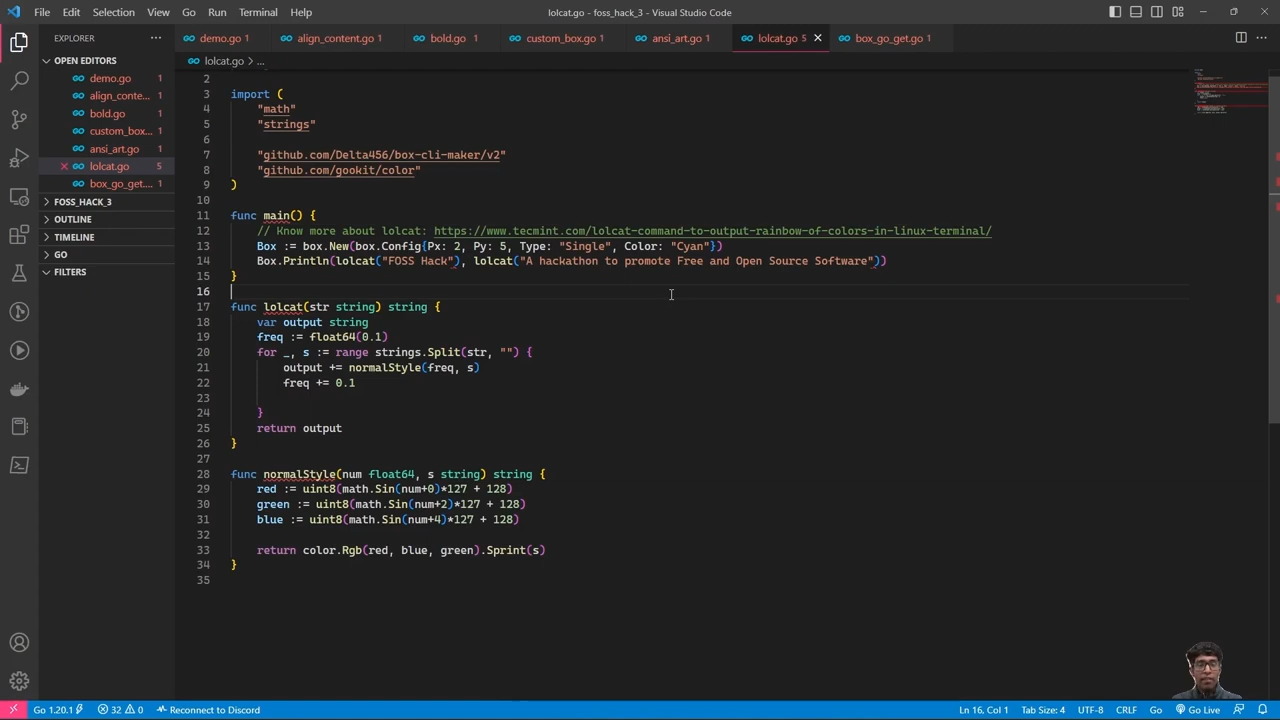 File Edit Selection View Go Run Terminal Help
lolcat.go - foss_hack_3 - Visual Studio Code
EXPLORER
demo.go 1
align_content.go 1
bold.go 1
custom_box.go 1
ansi_art.go 1
lolcat.go 5
box_go_get.go 1
OPEN EDITORS
demo.go 1
align_conte... 1
bold.go 1
custom_box... 1
ansi_art.go 1
lolcat.go 5
box_go_get.... 1
FOSS_HACK_3
OUTLINE
TIMELINE
GO
FILTERS
lolcat.go > ...
2
3 import (
4 "math"
5 "strings"
6
7 "github.com/Delta456/box-cli-maker/v2"
8 "github.com/gookit/color"
9 )
10
11 func main() {
12 // Know more about lolcat: https://www.tecmint.com/lolcat-command-to-output-rainbow-of-colors-in-linux-terminal/
13 Box := box.New(box.Config{Px: 2, Py: 5, Type: "Single", Color: "Cyan"})
14 Box.Println(lolcat("FOSS Hack"), lolcat("A hackathon to promote Free and Open Source Software"))
15 }
16
17 func lolcat(str string) string {
18 var output string
19 freq := float64(0.1)
20 for _, s := range strings.Split(str, "") {
21 output += normalStyle(freq, s)
22 freq += 0.1
23
24 }
25 return output
26 }
27
28 func normalStyle(num float64, s string) string {
29 red := uint8(math.Sin(num+0)*127 + 128)
30 green := uint8(math.Sin(num+2)*127 + 128)
31 blue := uint8(math.Sin(num+4)*127 + 128)
32
33 return color.Rgb(red, blue, green).Sprint(s)
34 }
35
Go 1.20.1 32 0 Reconnect to Discord
Ln 16, Col 1 Tab Size: 4 UTF-8 CRLF Go Go Live